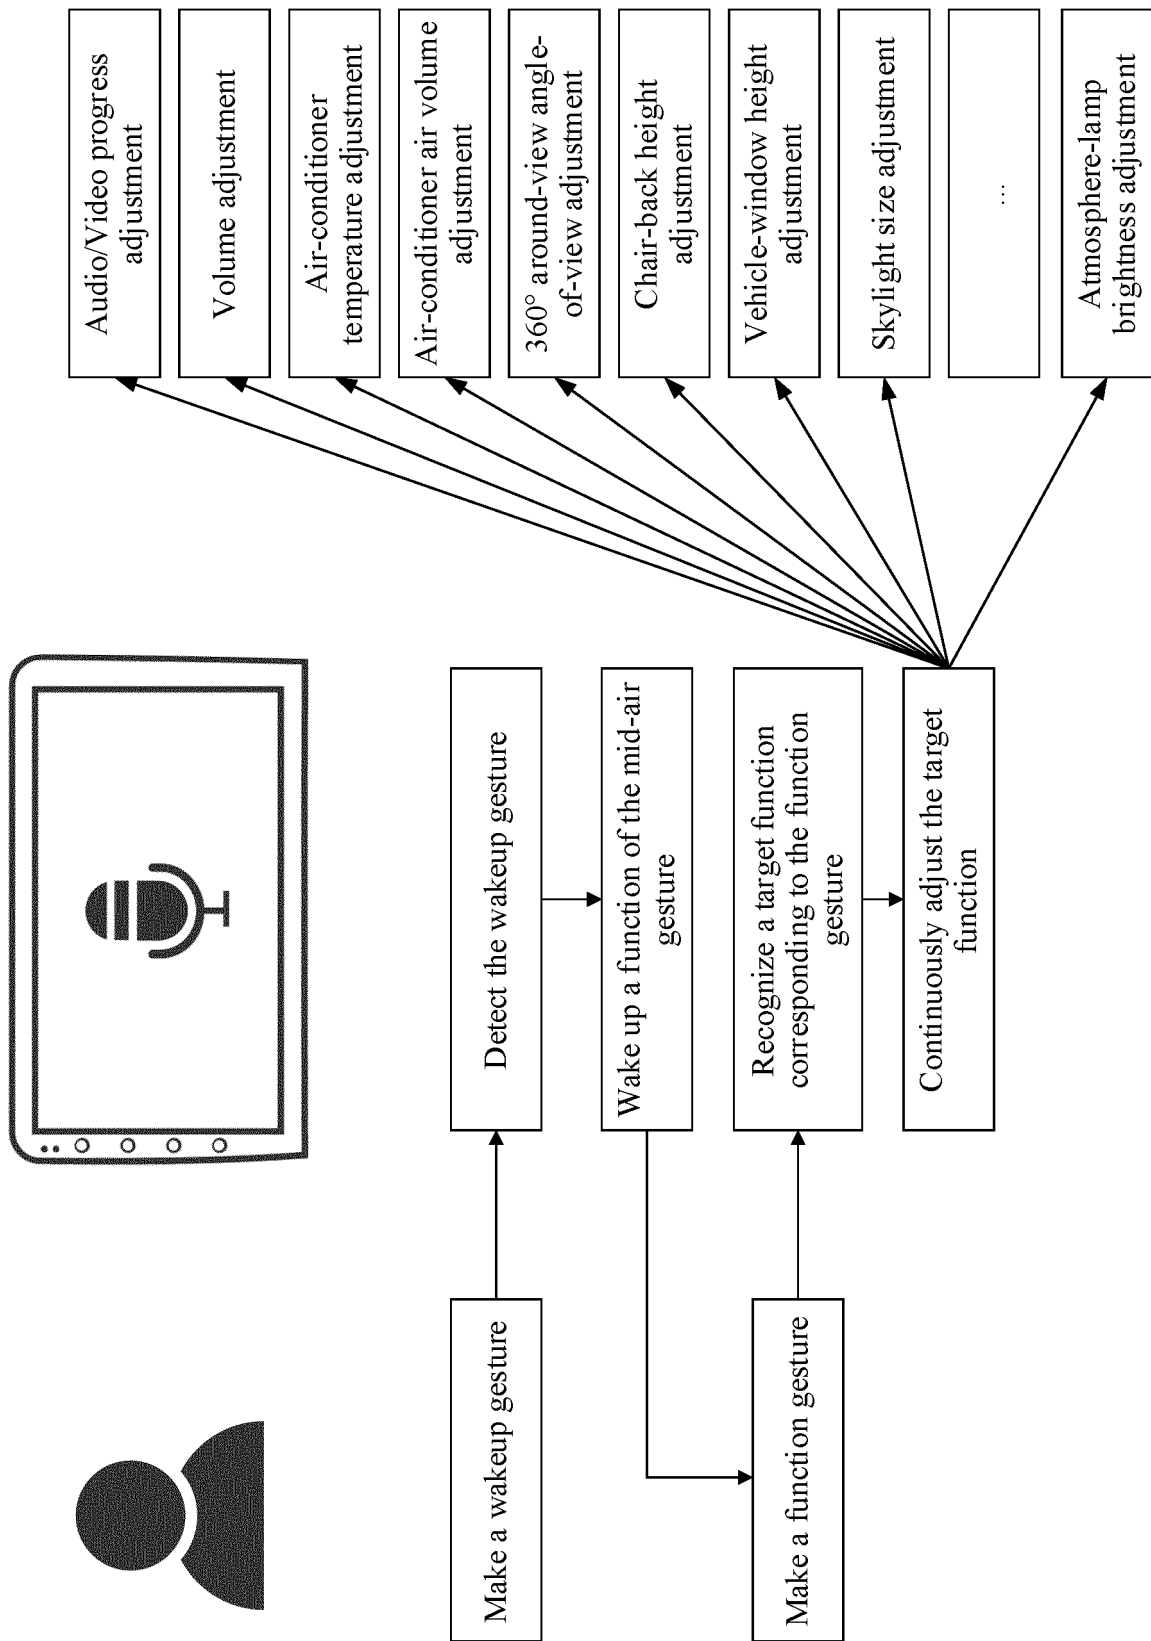 Make a wakeup gesture
Make a function gesture
Detect the wakeup gesture
Wake up a function of the mid-air
gesture
Recognize a target function
corresponding to the function
gesture
Continuously adjust the target
function
Audio/Video progress
adjustment
Volume adjustment
Air-conditioner
temperature adjustment
Air-conditioner air volume
adjustment
360° around-view angle-
of-view adjustment
Chair-back height
adjustment
Vehicle-window height
adjustment
Skylight size adjustment
...
Atmosphere-lamp
brightness adjustment